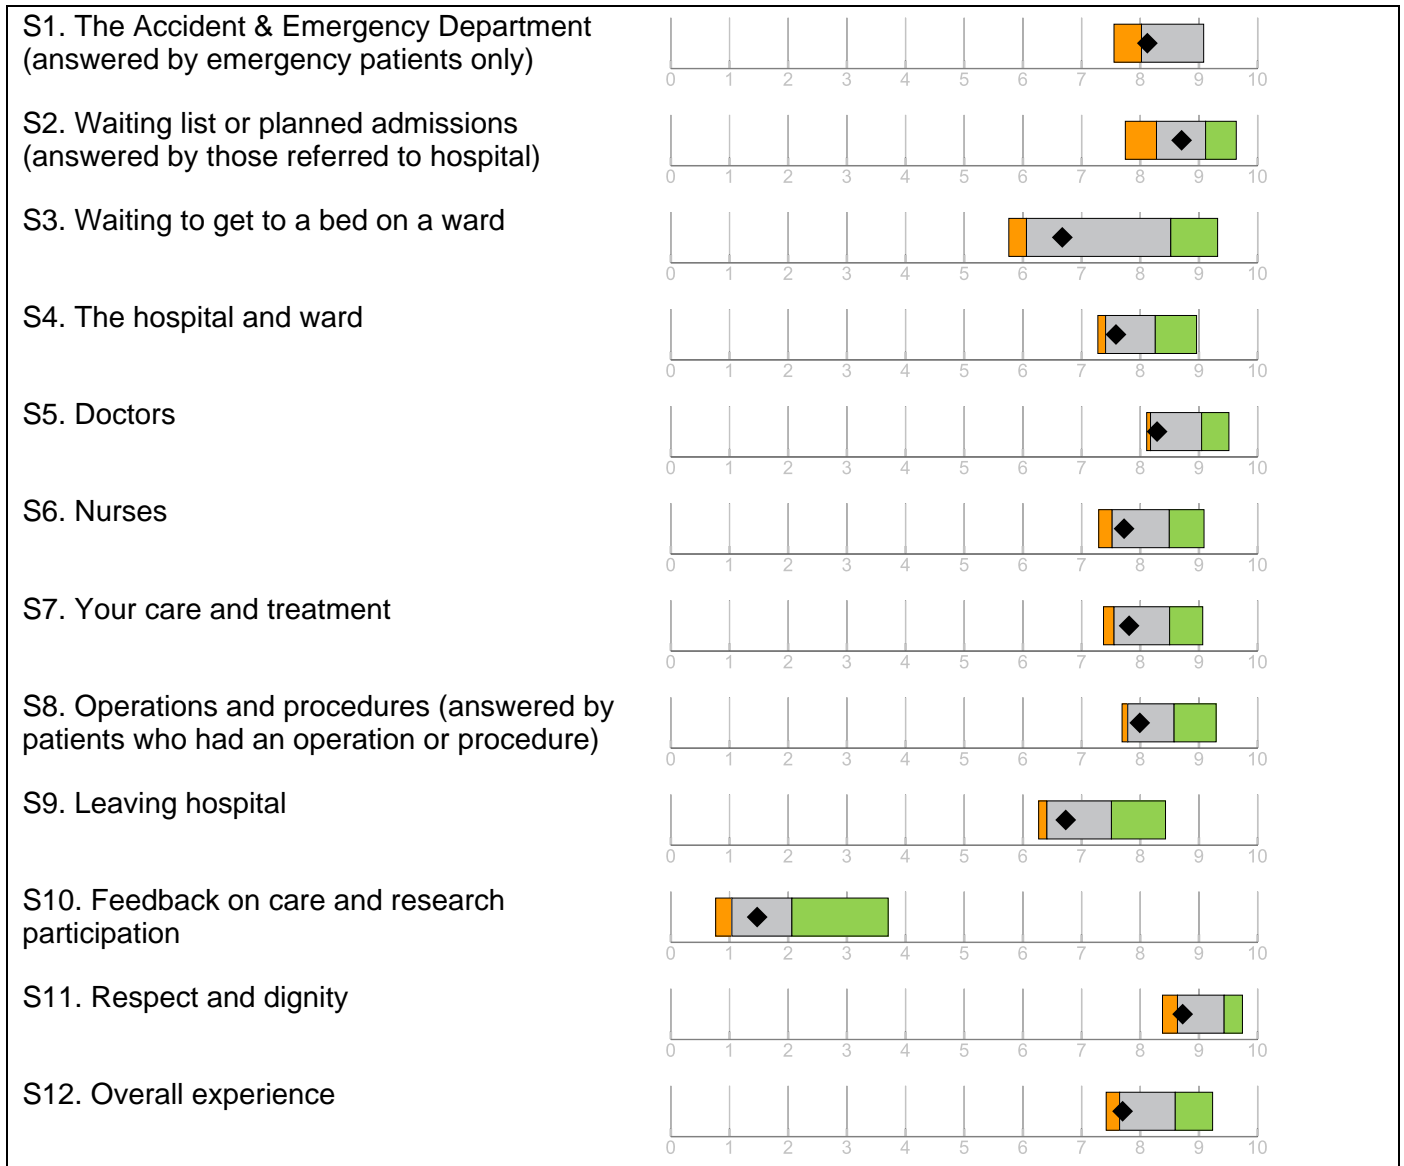 S1. The Accident & Emergency Department
(answered by emergency patients only)
0 1 2 3 4 5 6 7 8 9 10
S2. Waiting list or planned admissions
(answered by those referred to hospital)
0 1 2 3 4 5 6 7 8 9 10
S3. Waiting to get to a bed on a ward
0 1 2 3 4 5 6 7 8 9 10
S4. The hospital and ward
0 1 2 3 4 5 6 7 8 9 10
S5. Doctors
0 1 2 3 4 5 6 7 8 9 10
S6. Nurses
0 1 2 3 4 5 6 7 8 9 10
S7. Your care and treatment
0 1 2 3 4 5 6 7 8 9 10
S8. Operations and procedures (answered by
patients who had an operation or procedure)
0 1 2 3 4 5 6 7 8 9 10
S9. Leaving hospital
0 1 2 3 4 5 6 7 8 9 10
S10. Feedback on care and research
participation
0 1 2 3 4 5 6 7 8 9 10
S11. Respect and dignity
0 1 2 3 4 5 6 7 8 9 10
S12. Overall experience
0 1 2 3 4 5 6 7 8 9 10